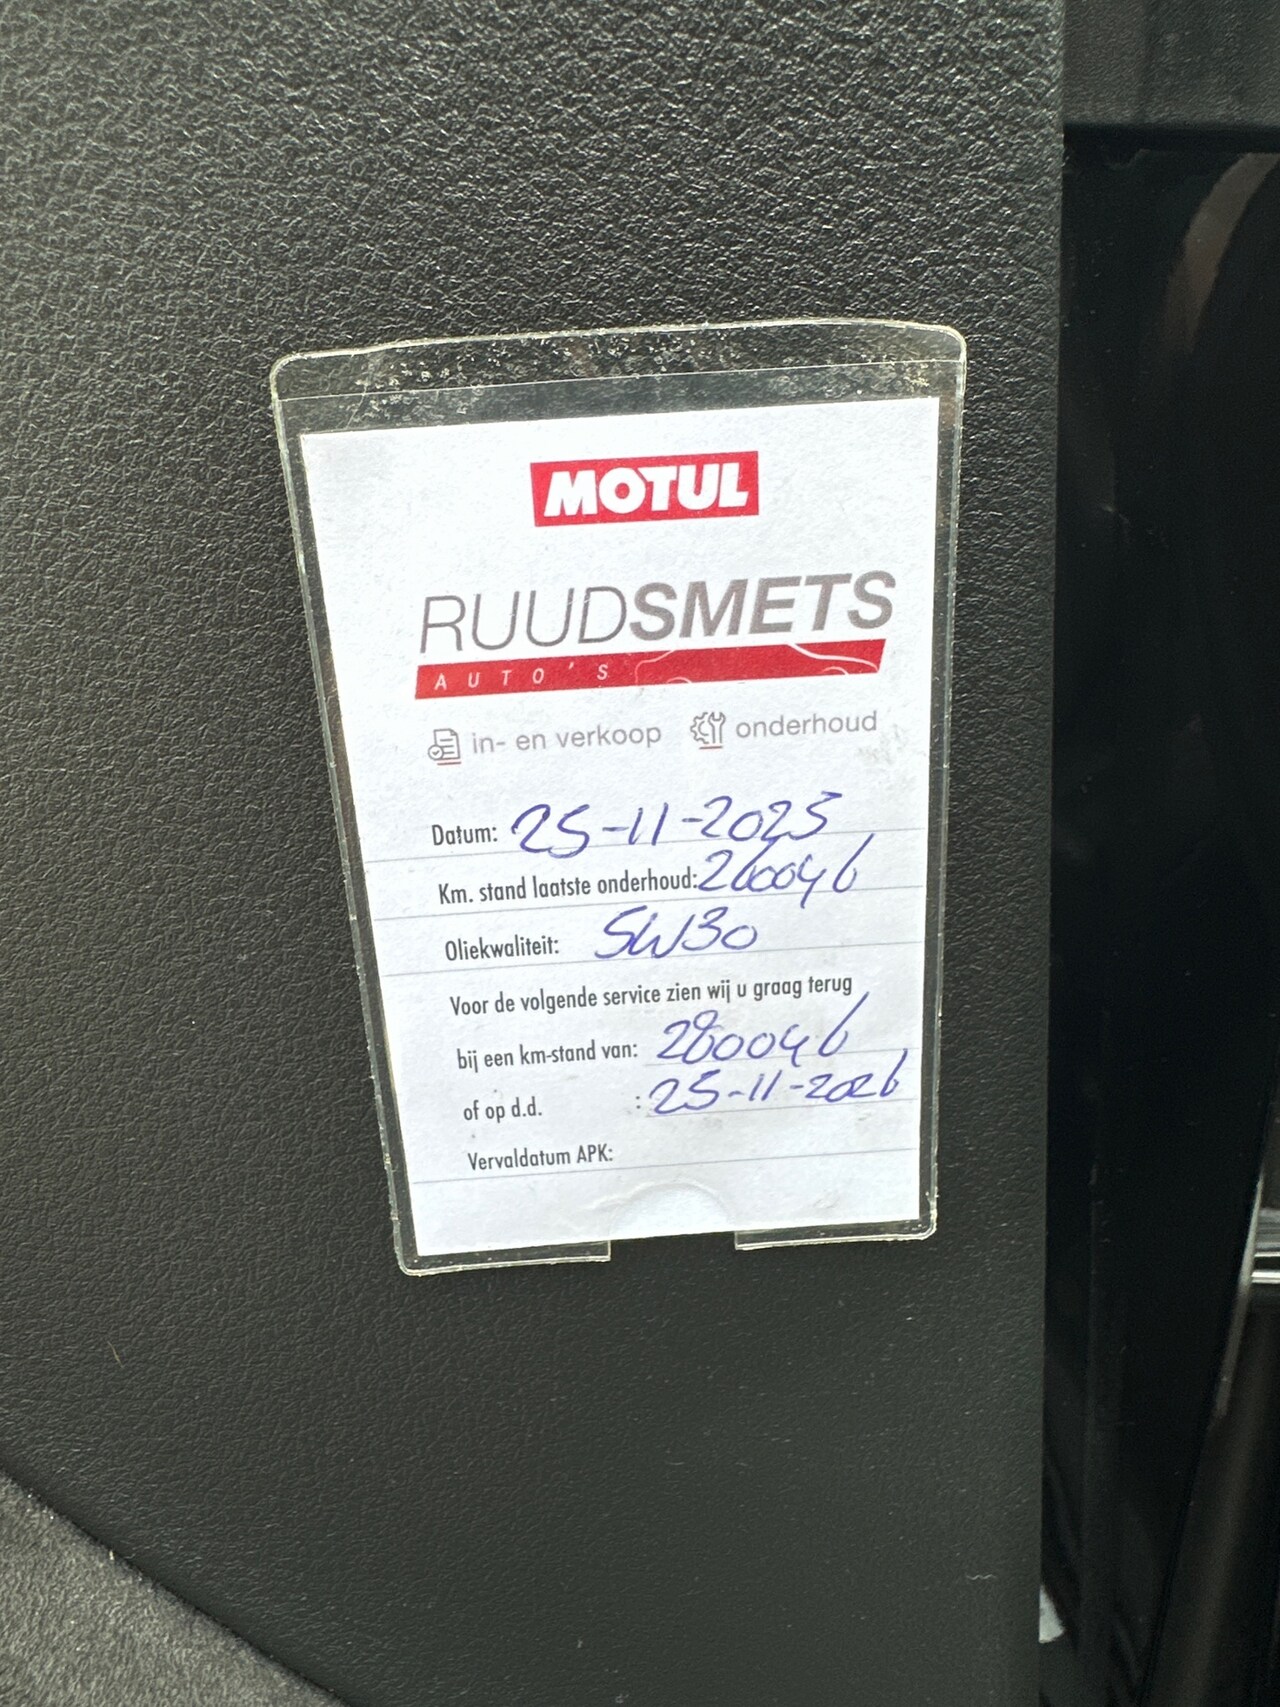 MOTUL
RUUDSMETS
AUTO'S
in- en verkoop onderhoud
Datum: 25-11-2025
Km. stand laatste onderhoud: 260046
Oliekwaliteit: 5W30
Voor de volgende service zien wij u graag terug
bij een km-stand van: 280046
of op d.d. : 25-11-2026
Vervaldatum APK: